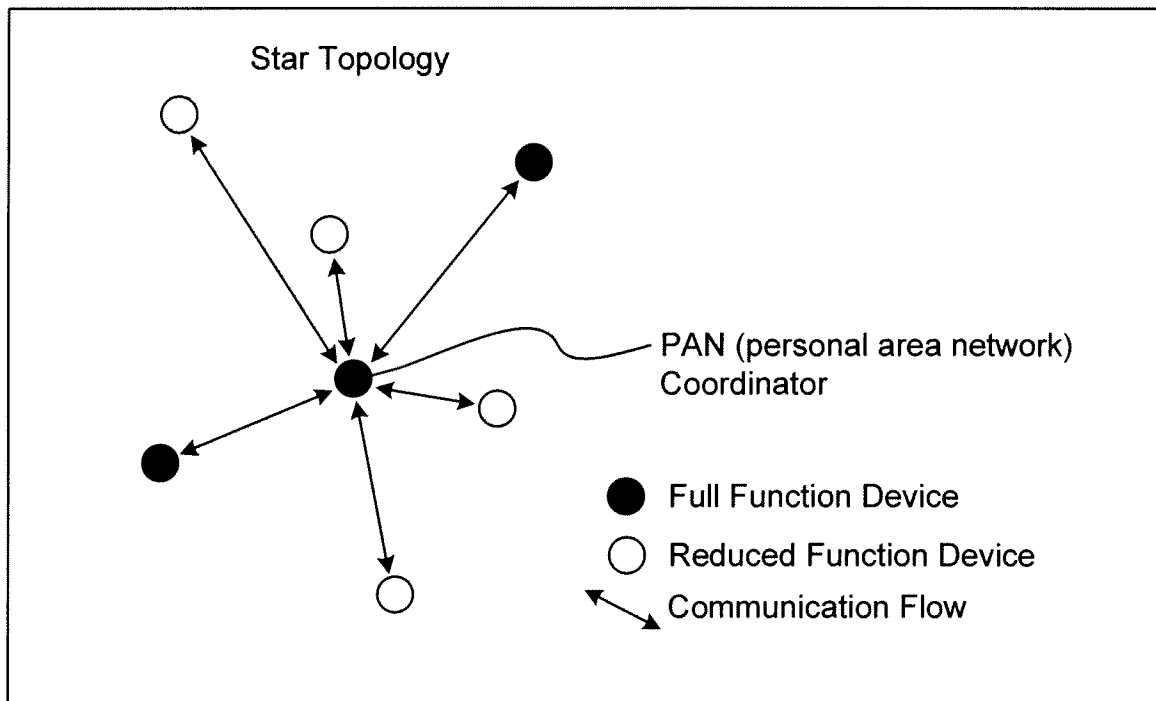 Star Topology
PAN (personal area network)
Coordinator
Full Function Device
Reduced Function Device
Communication Flow